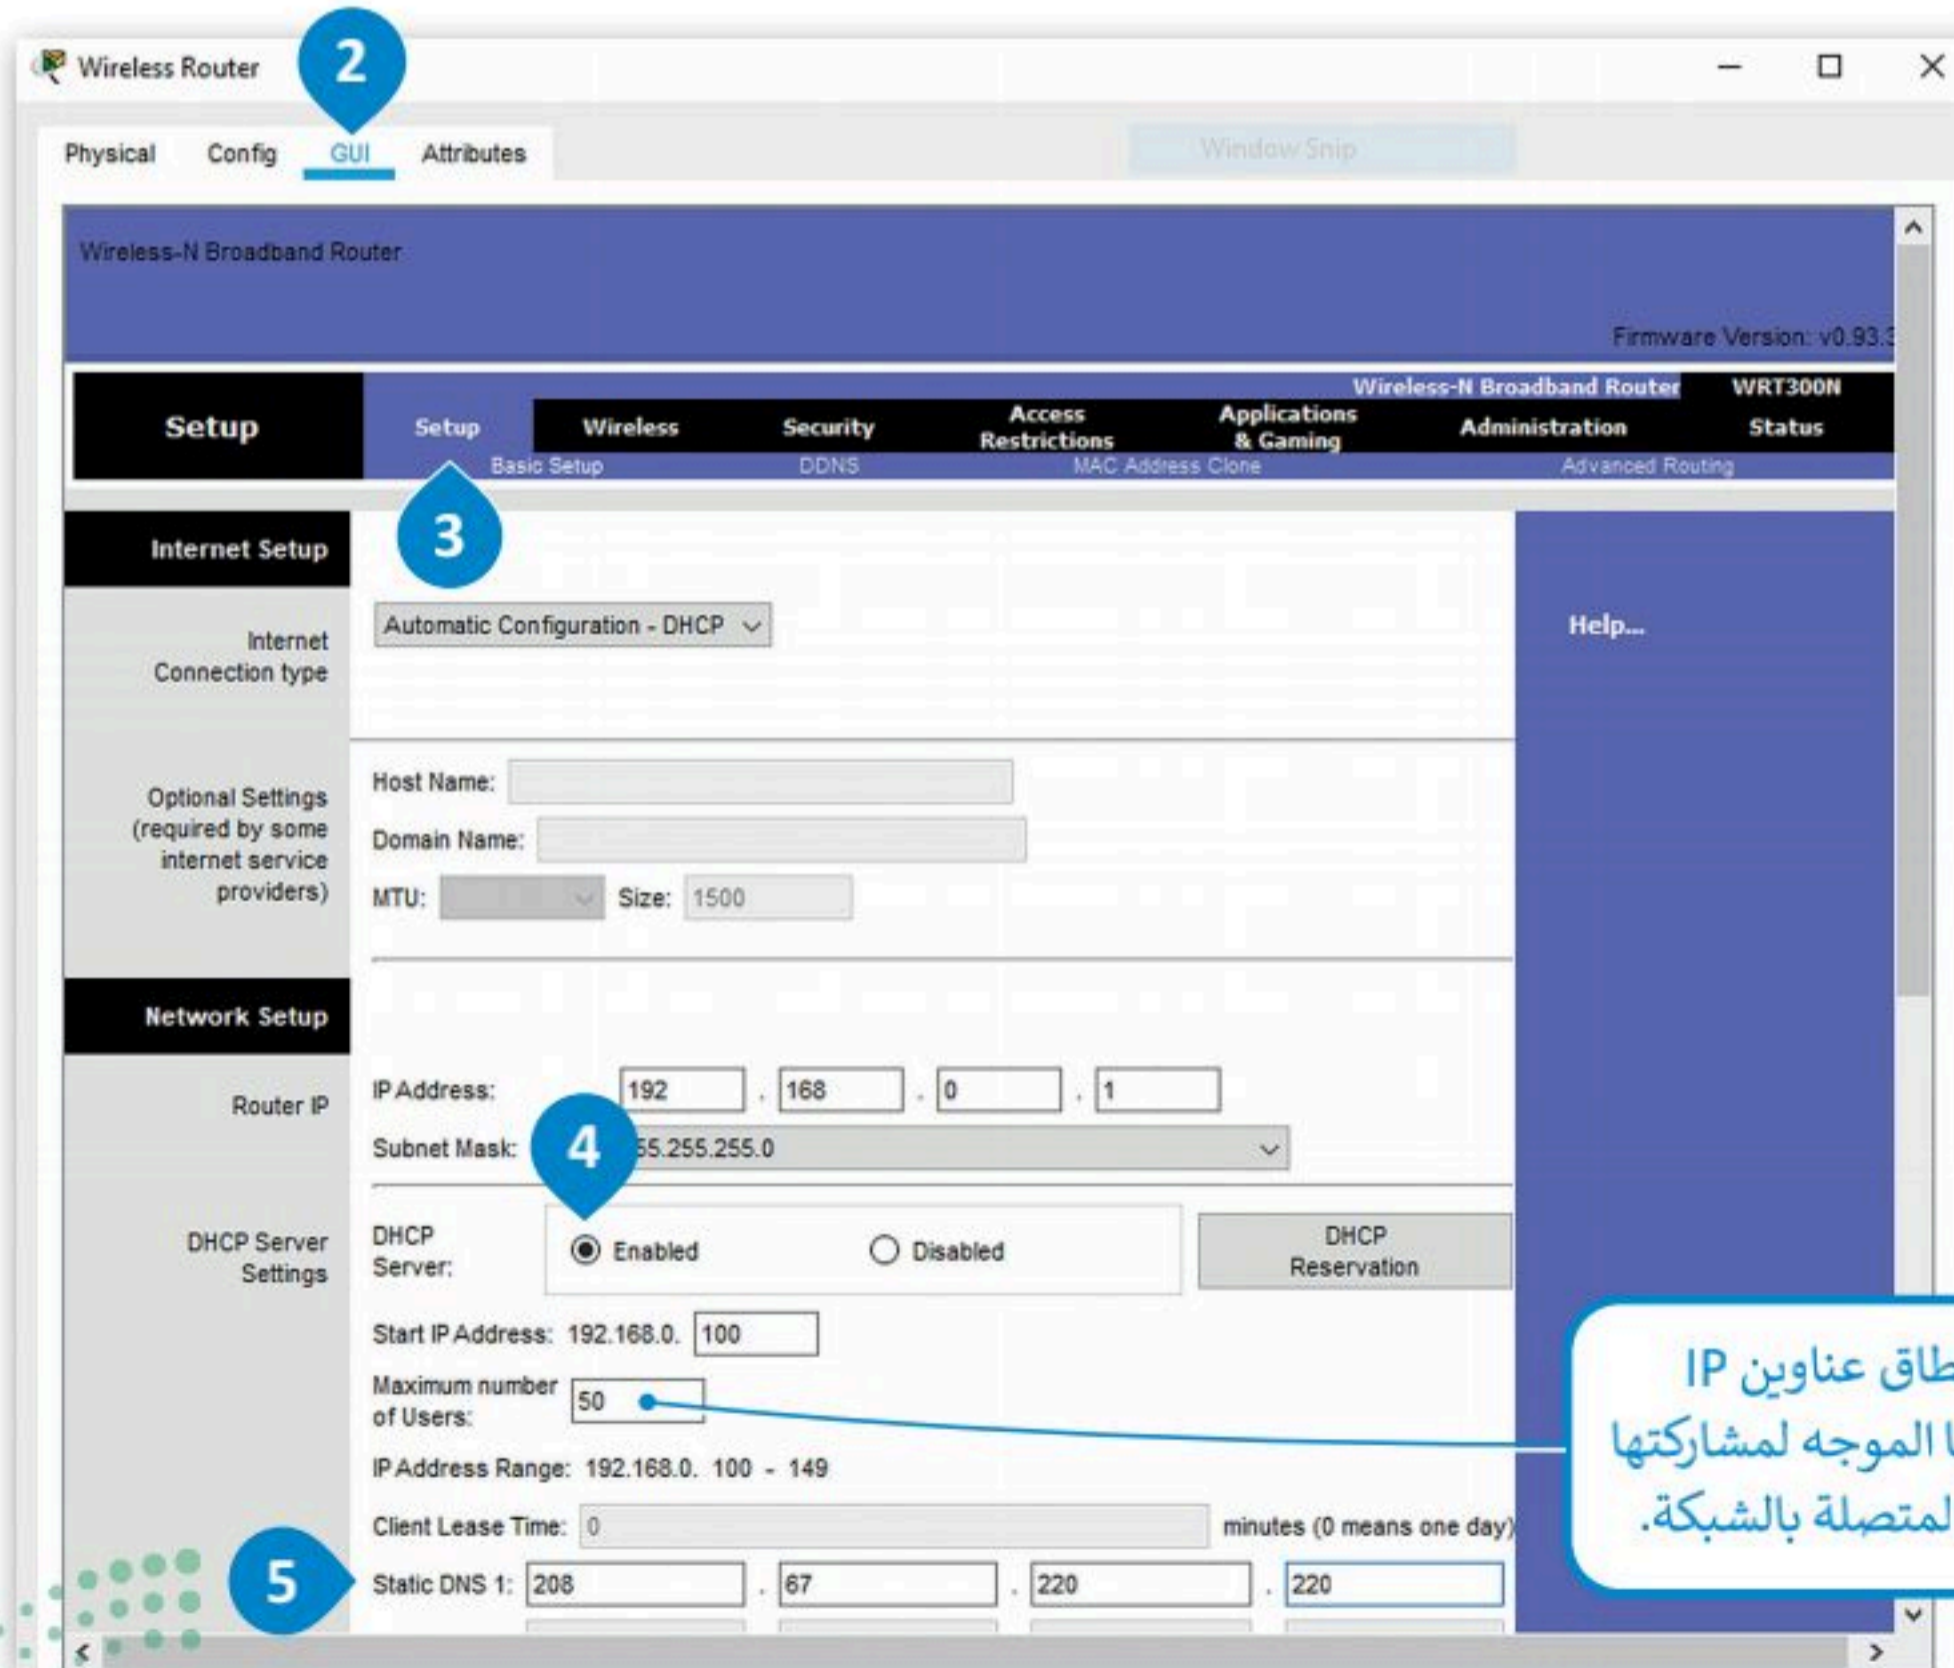 Wireless Router
2
Physical Config GUI Attributes
Window Snip
Wireless-N Broadband Router
Firmware Version: v0.93.3
Wireless-N Broadband Router WRT300N
Setup
Setup Wireless Security Access Restrictions Applications & Gaming Administration Status
Basic Setup DDNS MAC Address Clone Advanced Routing
3
Internet Setup
Internet
Connection type
Automatic Configuration - DHCP
Help...
Optional Settings
(required by some
internet service
providers)
Host Name:
Domain Name:
MTU: Size: 1500
Network Setup
Router IP
IP Address: 192 . 168 . 0 . 1
4
Subnet Mask: 55.255.255.0
DHCP Server
Settings
DHCP
Server:
Enabled Disabled
DHCP
Reservation
Start IP Address: 192.168.0. 100
Maximum number
of Users:
50
IP Address Range: 192.168.0. 100 - 149
Client Lease Time: 0 minutes (0 means one day)
5
Static DNS 1: 208 . 67 . 220 . 220
عناوين IP
الموجه لمشاركتها
بالشبكة.